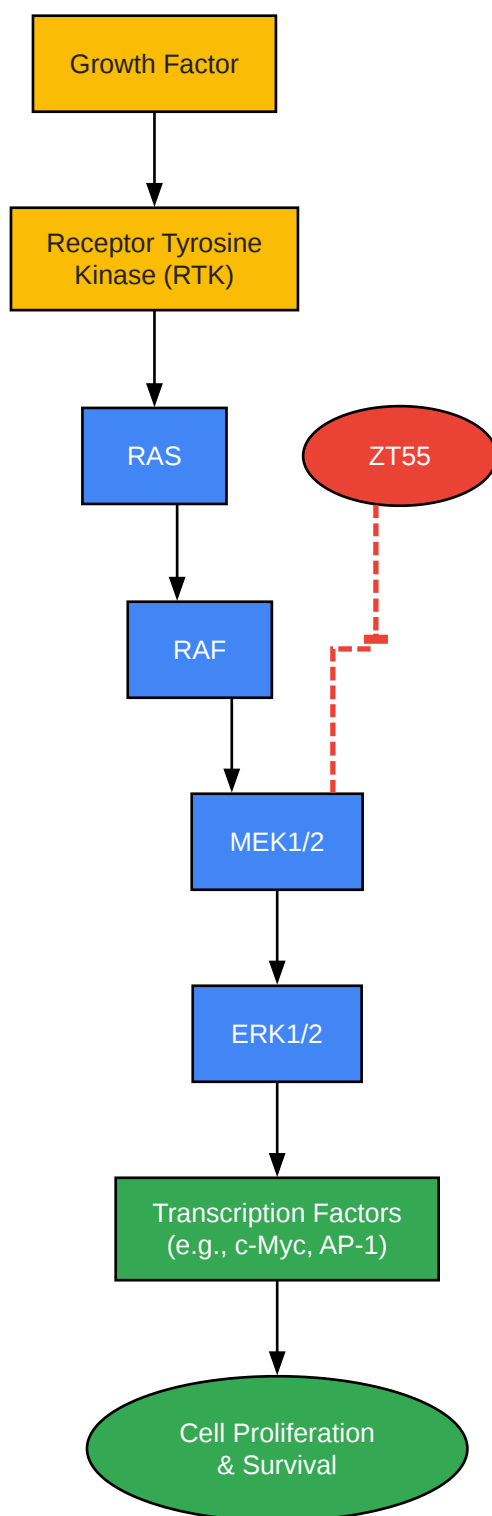 Growth Factor
Receptor Tyrosine
Kinase (RTK)
RAS
ZT55
RAF
MEK1/2
ERK1/2
Transcription Factors
(e.g., c-Myc, AP-1)
Cell Proliferation
& Survival